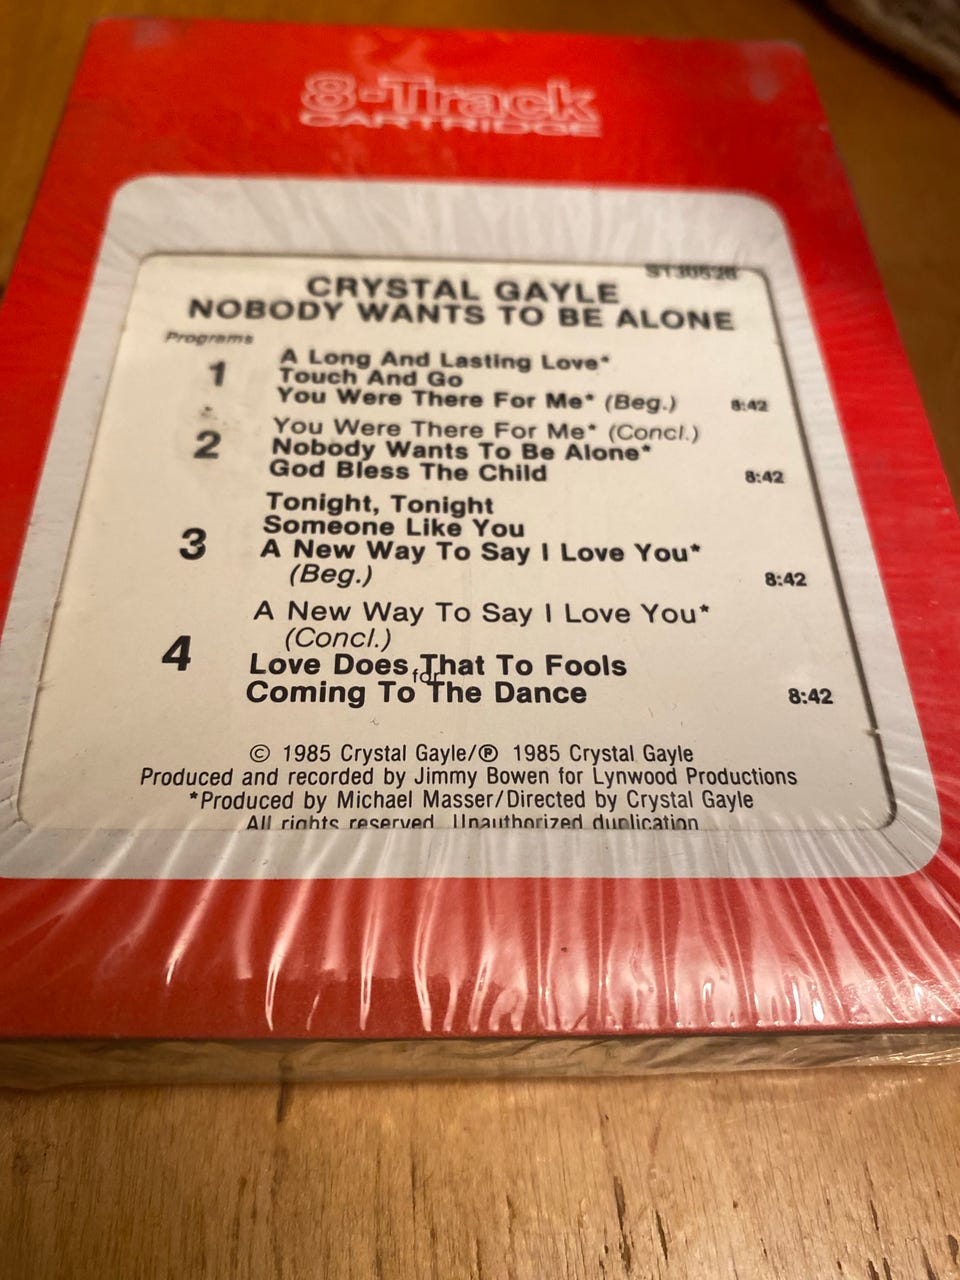 8-Track
CARTRIDGE
CRYSTAL GAYLE
NOBODY WANTS TO BE ALONE
Programs
1
A Long And Lasting Love*
Touch And Go
You Were There For Me* (Beg.) 8:42
2
You Were There For Me* (Concl.)
Nobody Wants To Be Alone*
God Bless The Child 8:42
3
Tonight, Tonight
Someone Like You
A New Way To Say I Love You*
(Beg.) 8:42
4
A New Way To Say I Love You*
(Concl.)
Love Does That To Fools
for
Coming To The Dance 8:42
© 1985 Crystal Gayle/℗ 1985 Crystal Gayle
Produced and recorded by Jimmy Bowen for Lynwood Productions
*Produced by Michael Masser/Directed by Crystal Gayle
All rights reserved. Unauthorized duplication